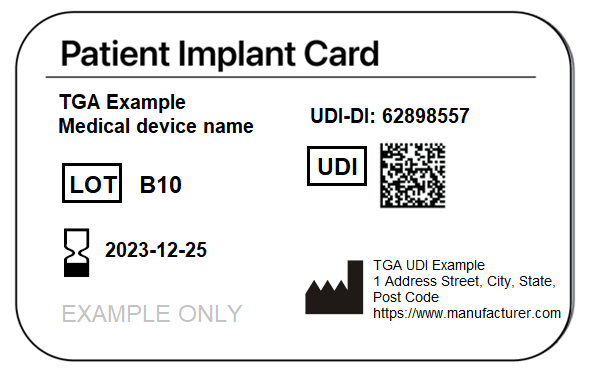 Patient Implant Card
TGA Example
Medical device name
UDI-DI: 62898557
LOT B10
UDI
2023-12-25
TGA UDI Example
1 Address Street, City, State,
Post Code
https://www.manufacturer.com
EXAMPLE ONLY